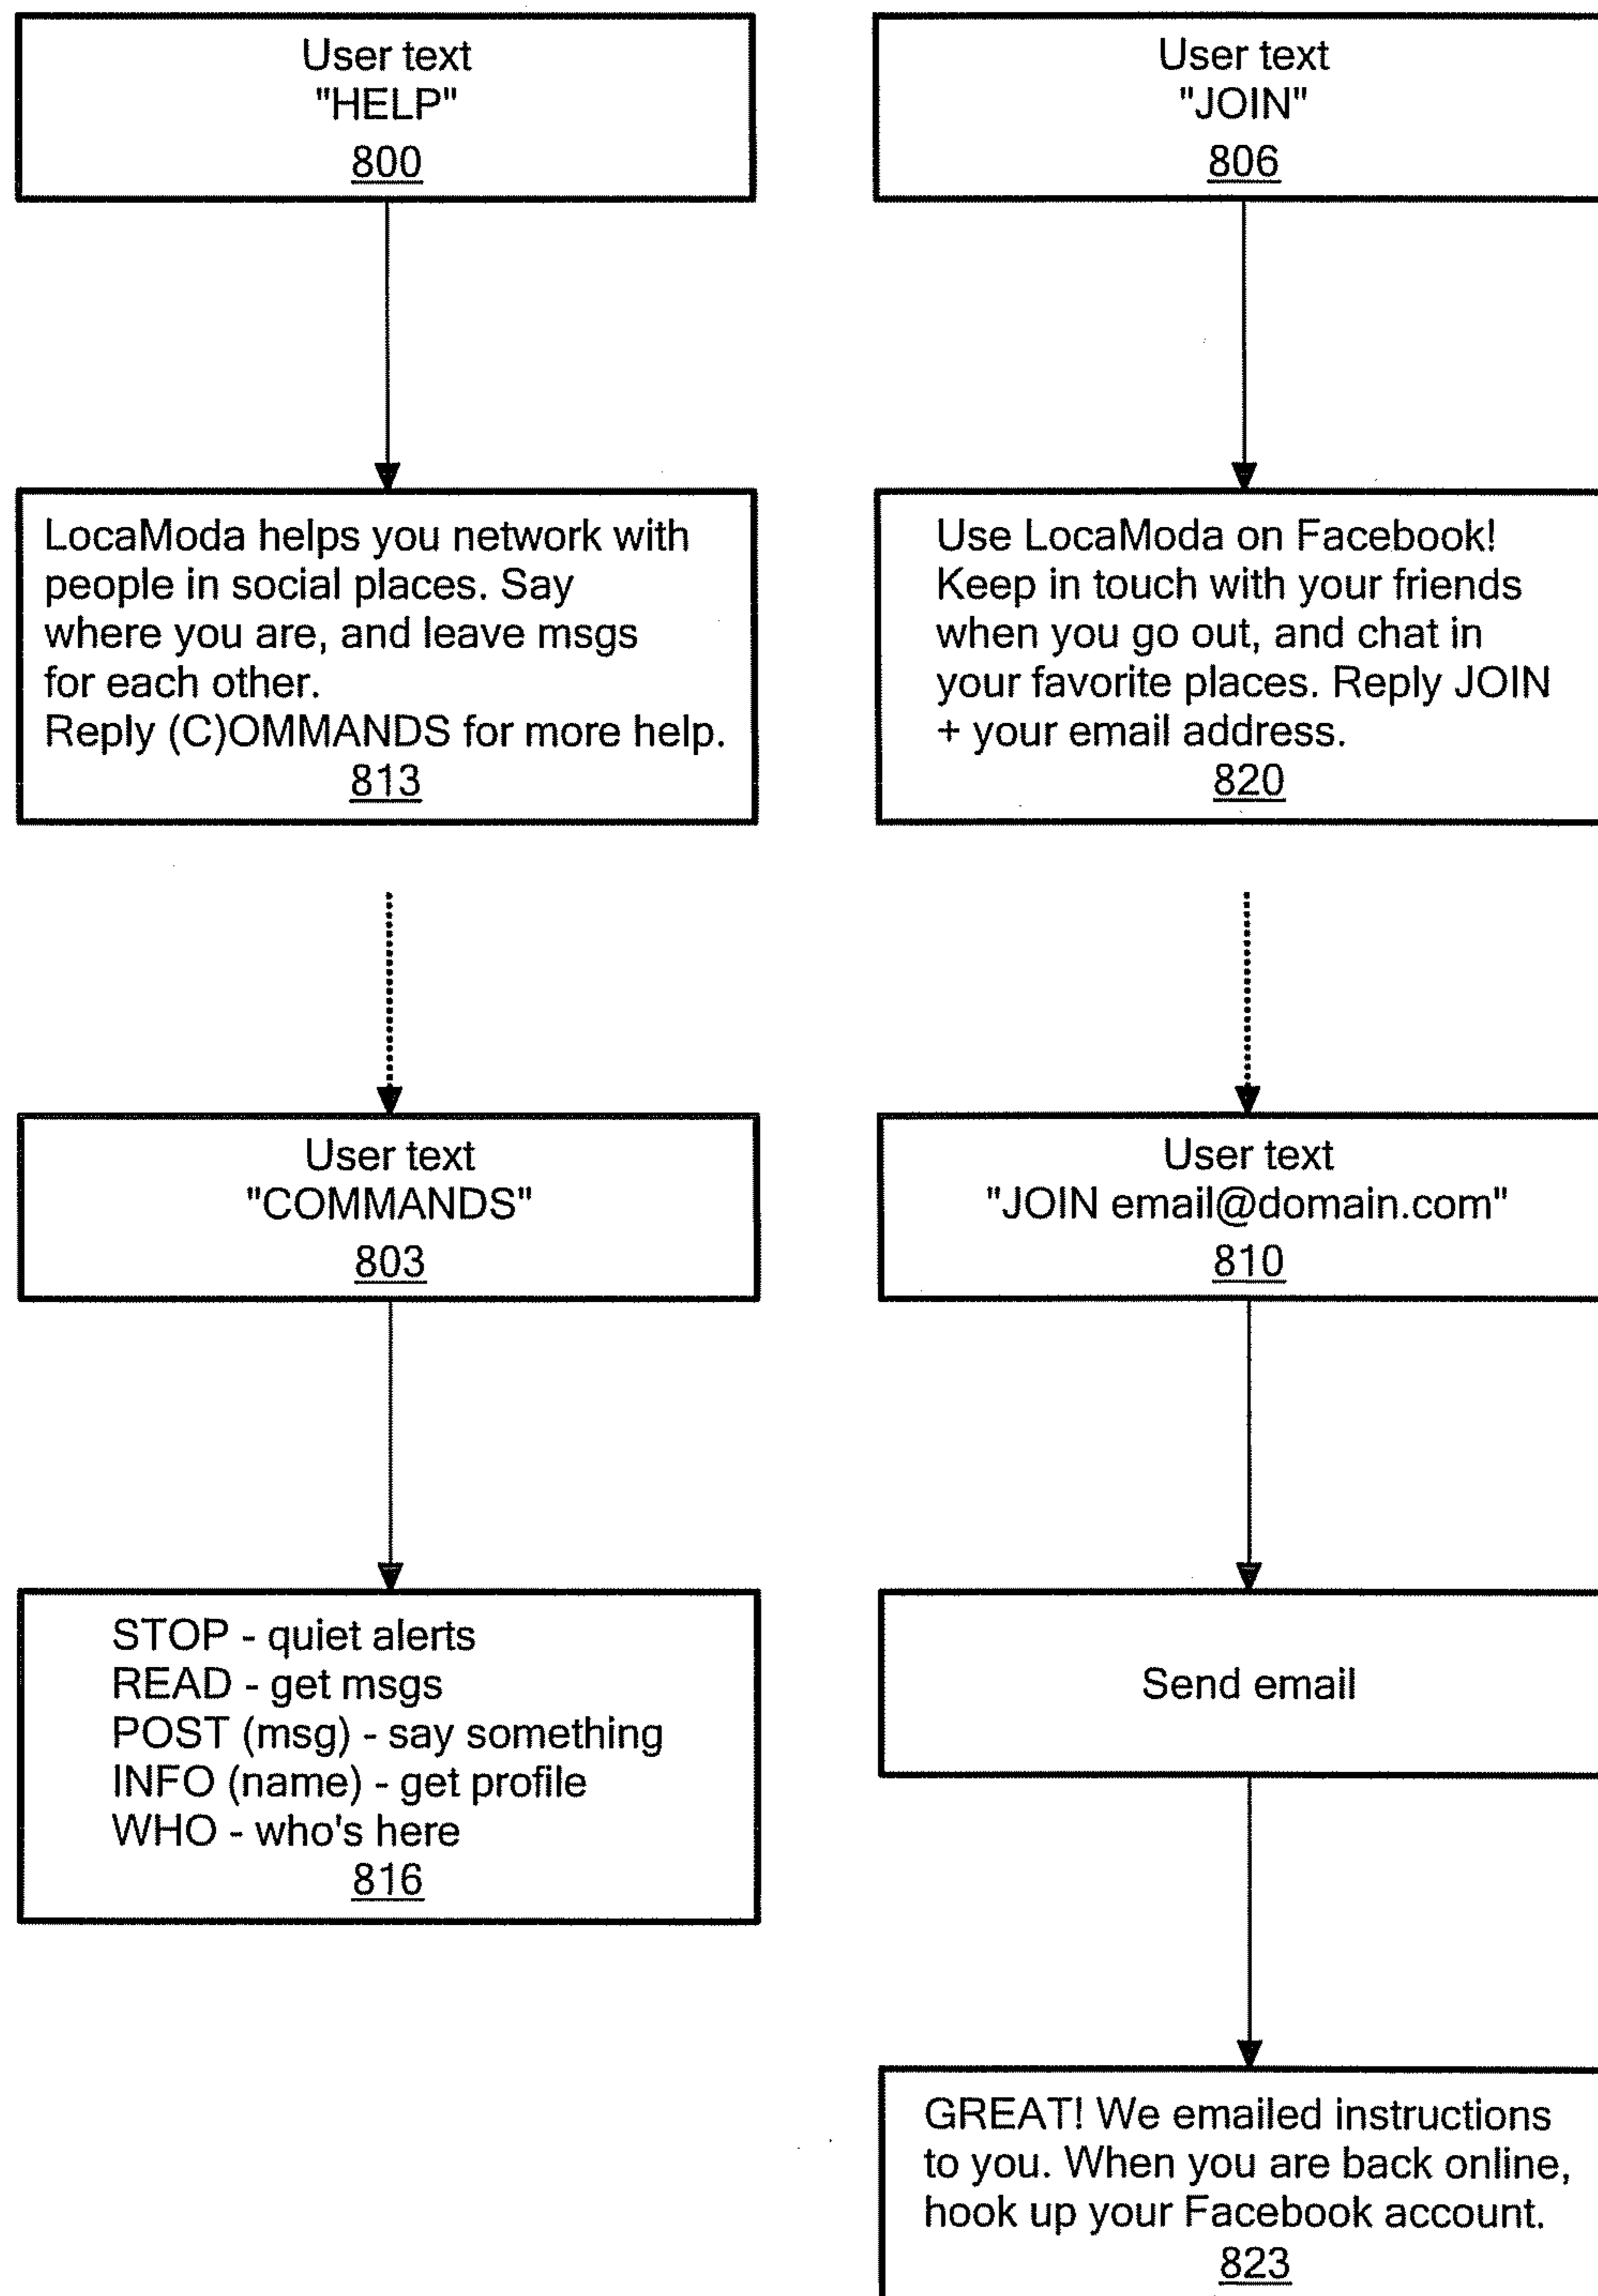 User text
"HELP"
800
User text
"JOIN"
806
LocaModa helps you network with
people in social places. Say
where you are, and leave msgs
for each other.
Reply (C)OMMANDS for more help.
813
Use LocaModa on Facebook!
Keep in touch with your friends
when you go out, and chat in
your favorite places. Reply JOIN
+ your email address.
820
User text
"COMMANDS"
803
User text
"JOIN email@domain.com"
810
STOP - quiet alerts
READ - get msgs
POST (msg) - say something
INFO (name) - get profile
WHO - who's here
816
Send email
GREAT! We emailed instructions
to you. When you are back online,
hook up your Facebook account.
823